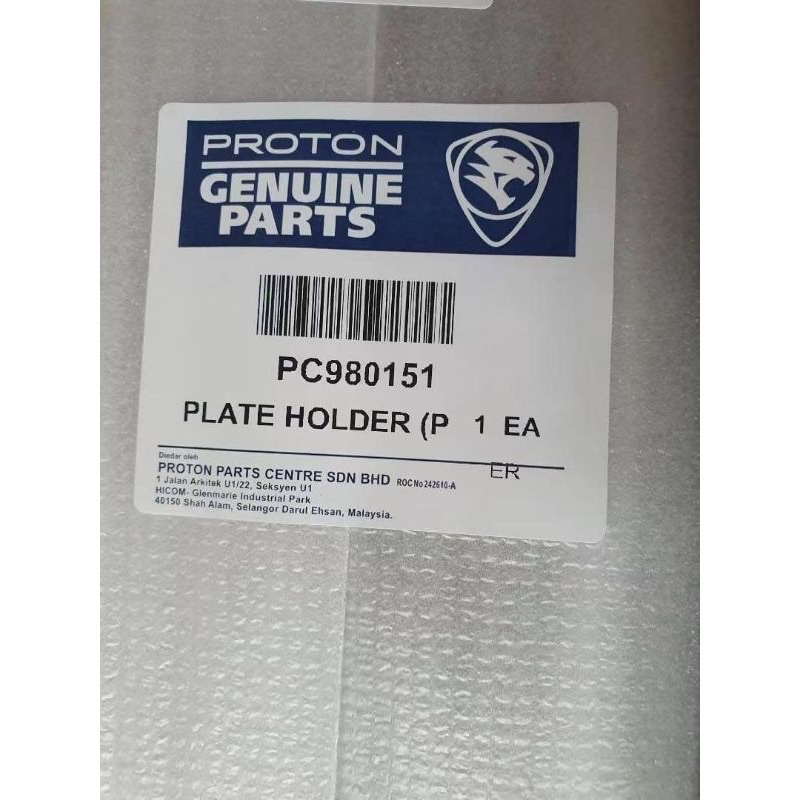 PROTON
GENUINE
PARTS
PC980151
PLATE HOLDER (P 1 EA
ER
Diedar oleh
PROTON PARTS CENTRE SDN BHD ROC No 242610-A
1 Jalan Arkitek U1/22, Seksyen U1
HICOM- Glenmarie Industrial Park
40150 Shah Alam, Selangor Darul Ehsan, Malaysia.